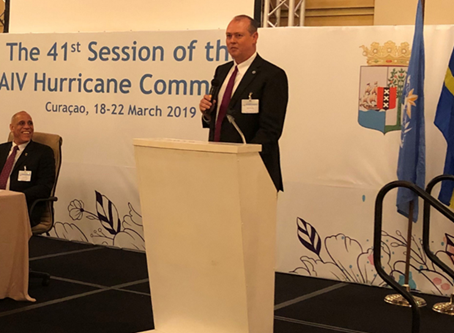 The 41st Session of th
AIV Hurricane Comm
Curaçao, 18-22 March 2019